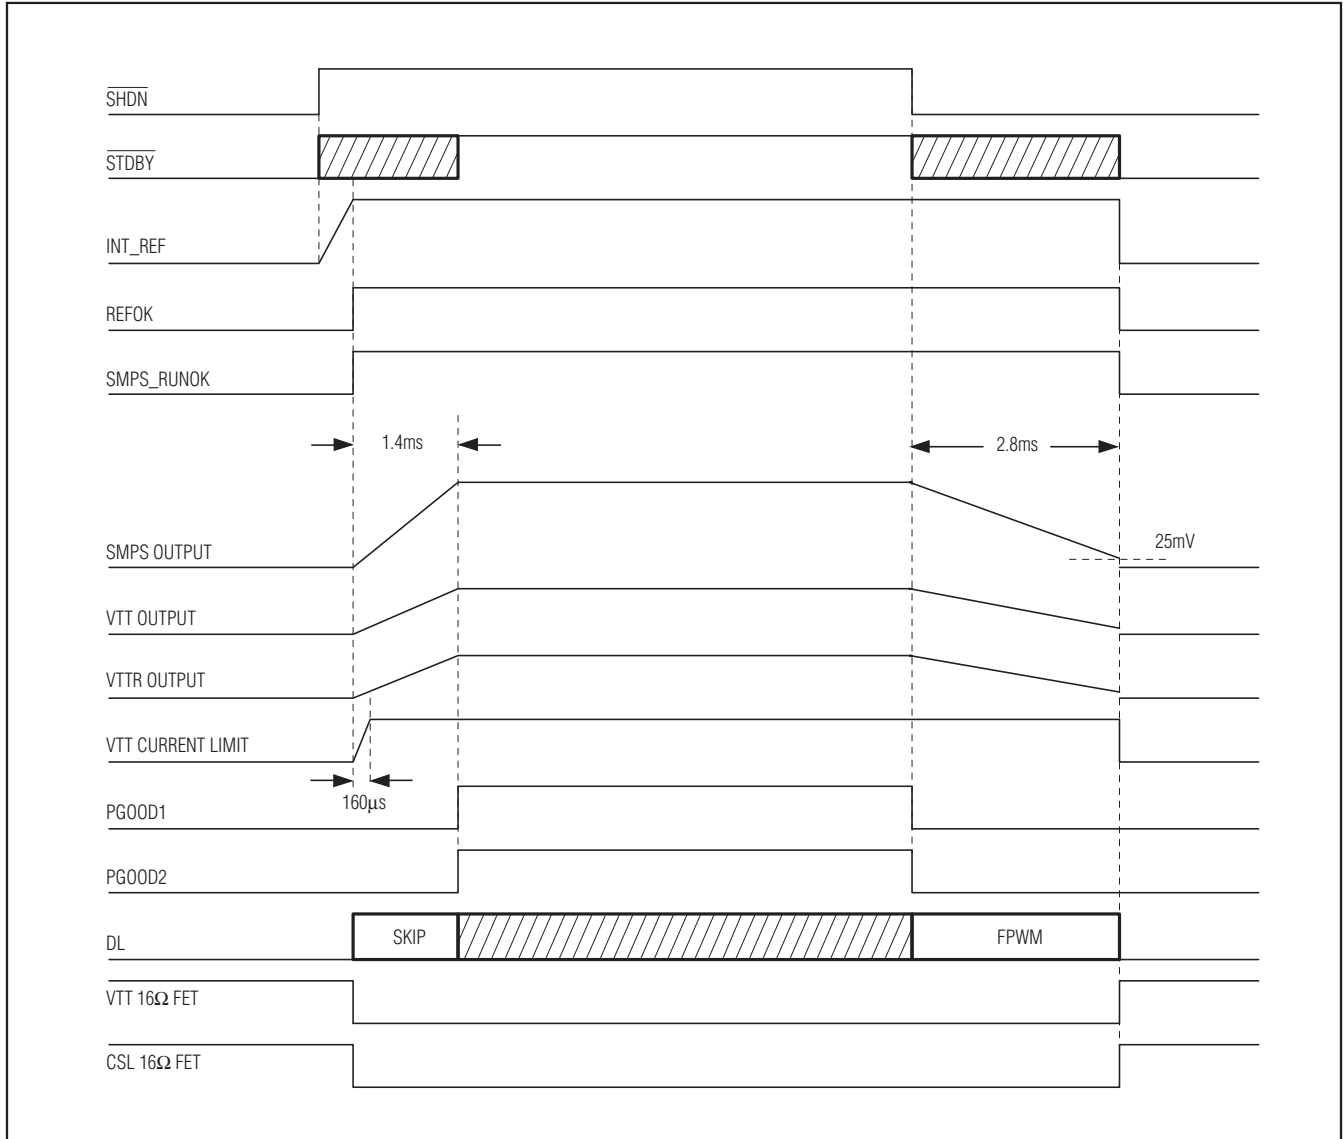 SHDN
STDBY
INT_REF
REFOK
SMPS_RUNOK
1.4ms
2.8ms
SMPS OUTPUT
25mV
VTT OUTPUT
VTTR OUTPUT
VTT CURRENT LIMIT
160μs
PGOOD1
PGOOD2
DL
SKIP
FPWM
VTT 16Ω FET
CSL 16Ω FET